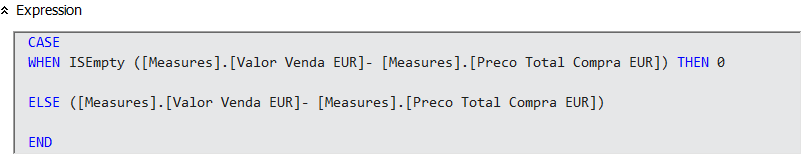 Expression
CASE
WHEN ISEmpty ([Measures].[Valor Venda EUR]- [Measures].[Preco Total Compra EUR]) THEN 0
ELSE ([Measures].[Valor Venda EUR]- [Measures].[Preco Total Compra EUR])
END